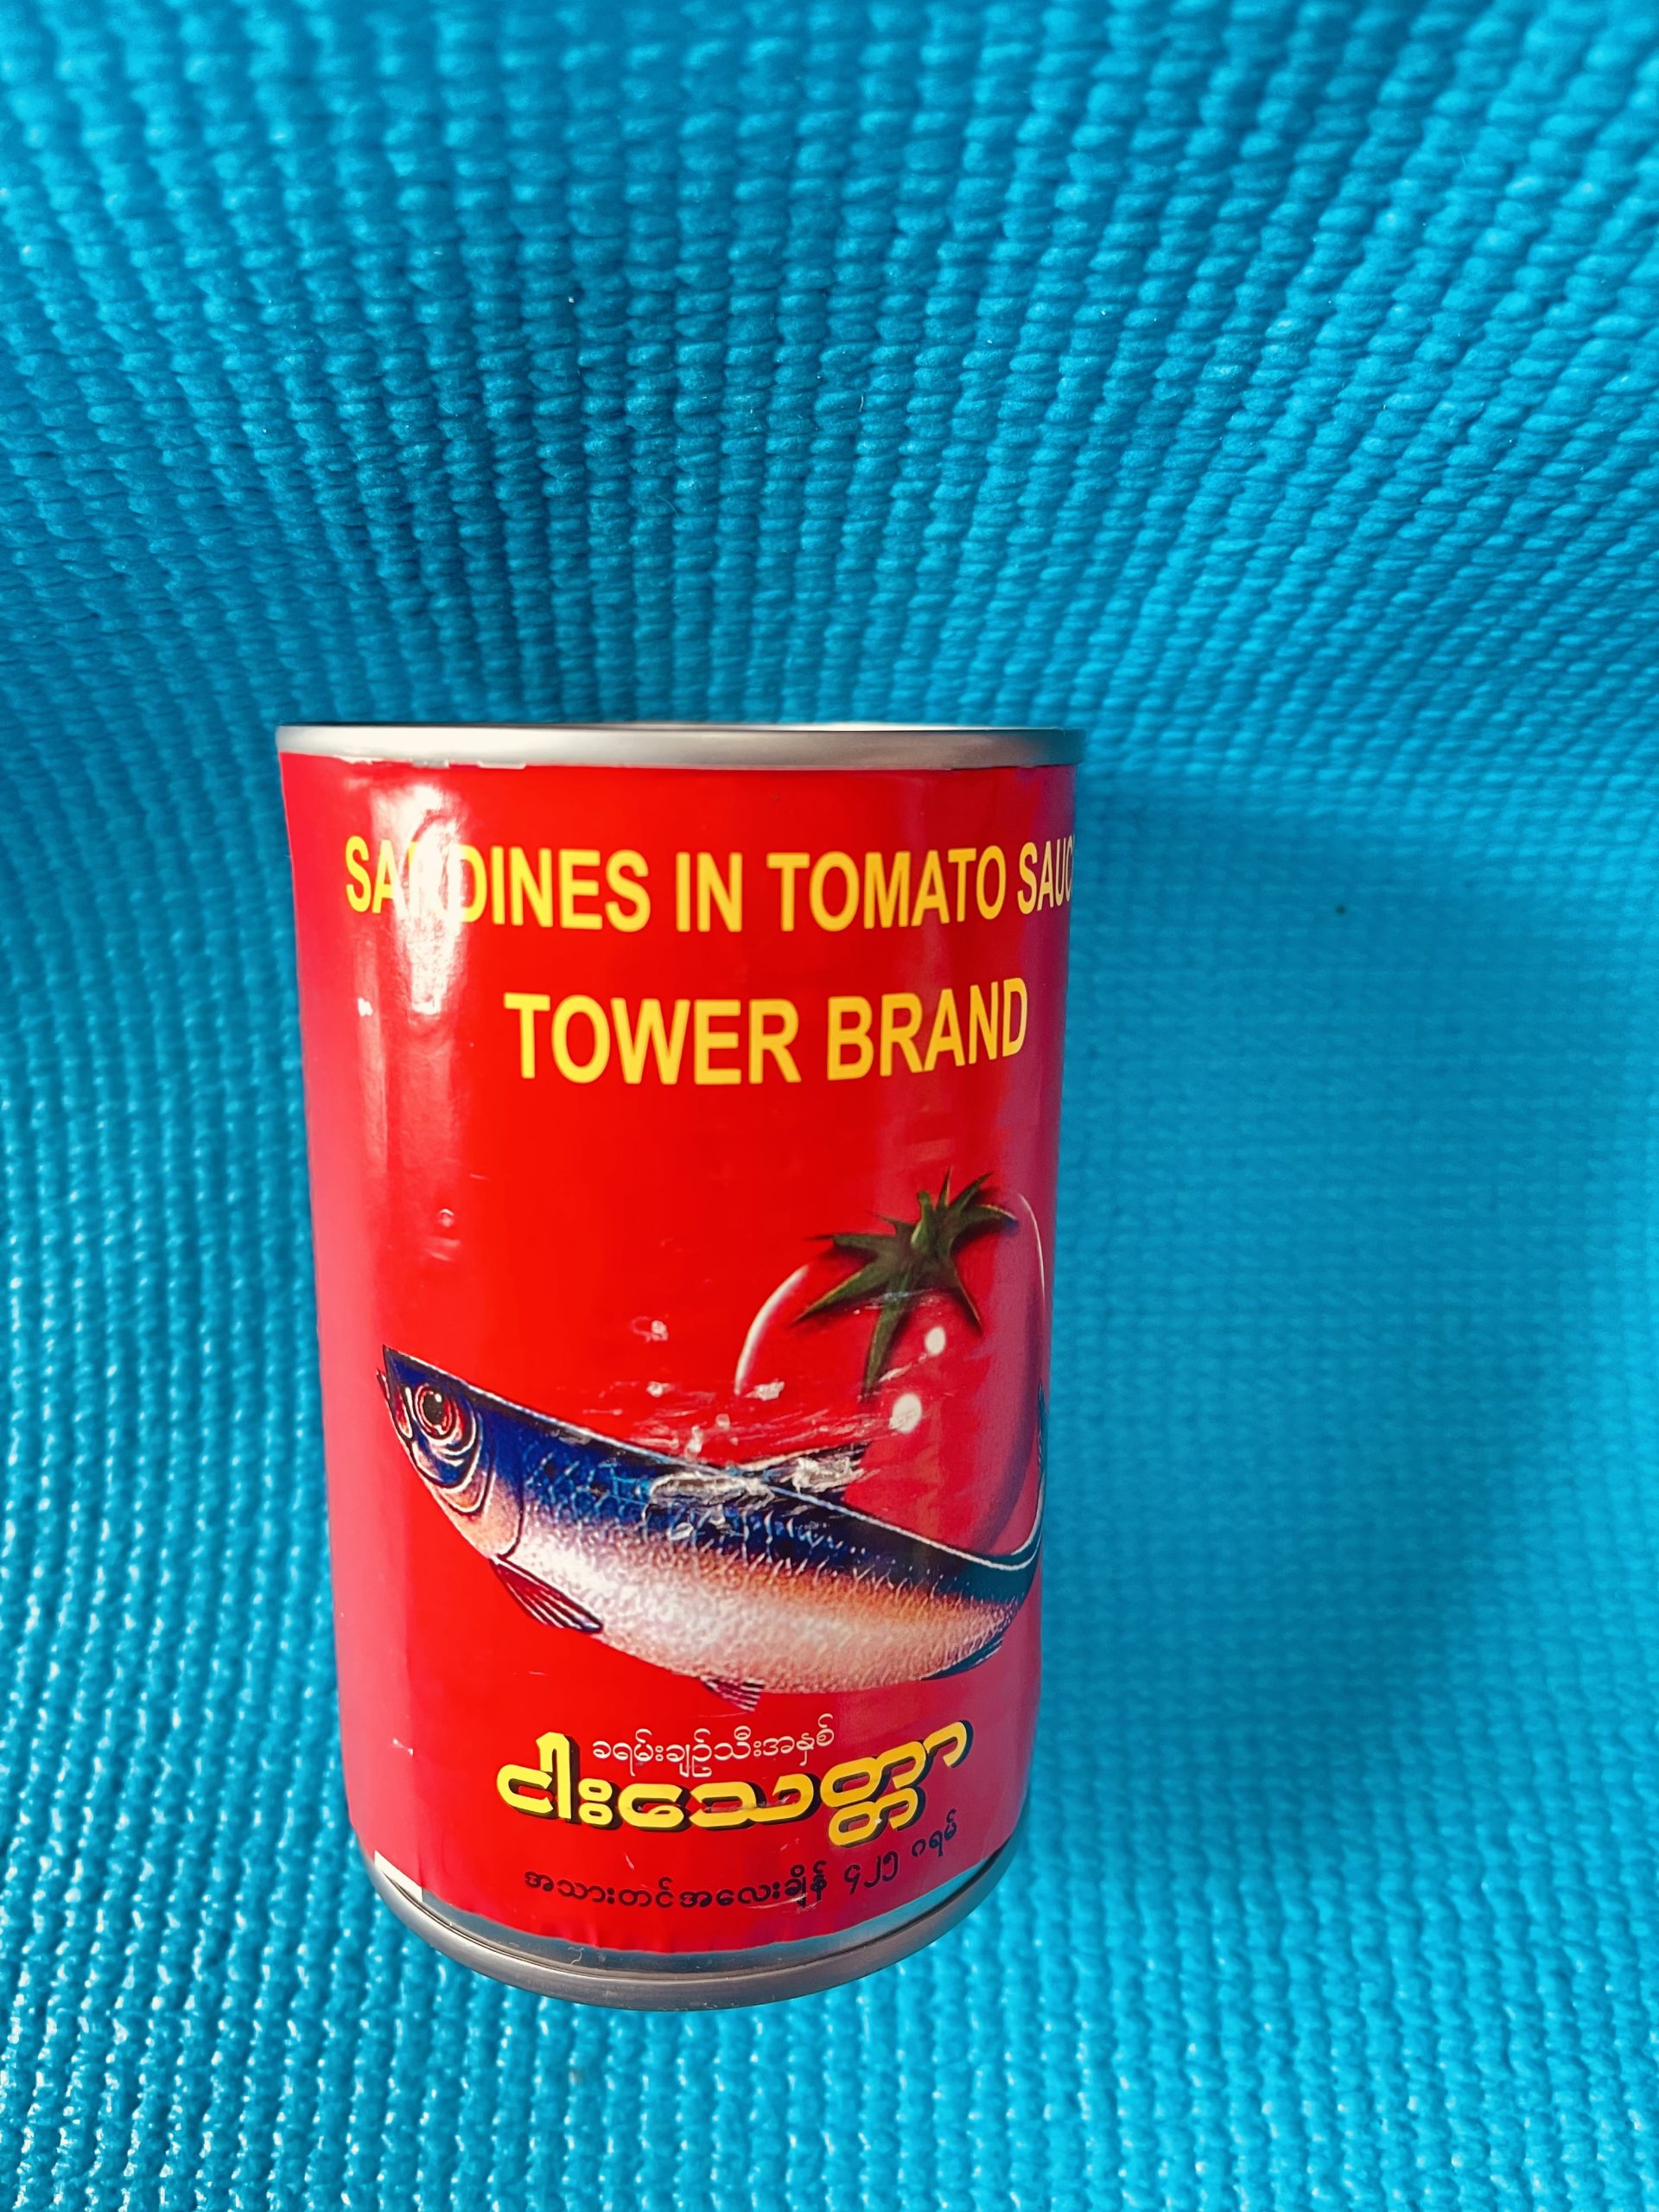 SARDINES IN TOMATO SAUC
TOWER BRAND
ခရမ်းချဉ်သီးအနှစ်
ငါးသေတ္တာ
အသားတင်အလေးချိန် ၄၂၅ ဂရမ်